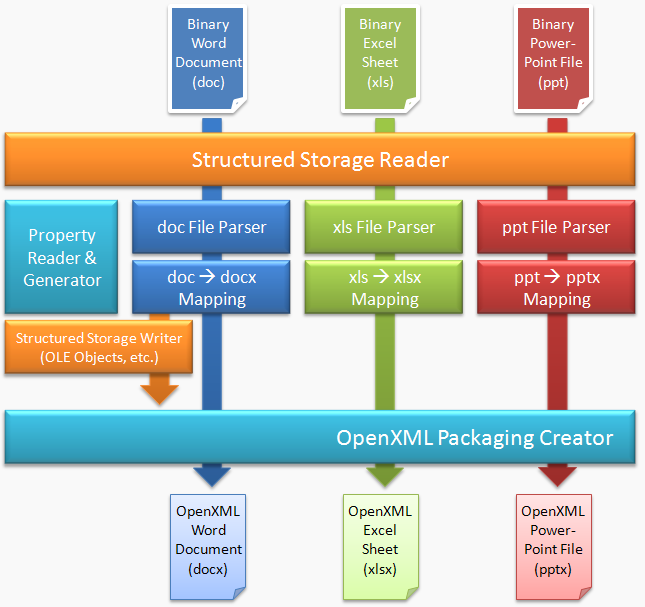 Binary
Word
Document
(doc)
Binary
Excel
Sheet
(xls)
Binary
Power-
Point File
(ppt)
Structured Storage Reader
Property
Reader &
Generator
doc File Parser
xls File Parser
ppt File Parser
doc → docx
Mapping
xls → xlsx
Mapping
ppt → pptx
Mapping
Structured Storage Writer
(OLE Objects, etc.)
OpenXML Packaging Creator
OpenXML
Word
Document
(docx)
OpenXML
Excel
Sheet
(xlsx)
OpenXML
Power-
Point File
(pptx)